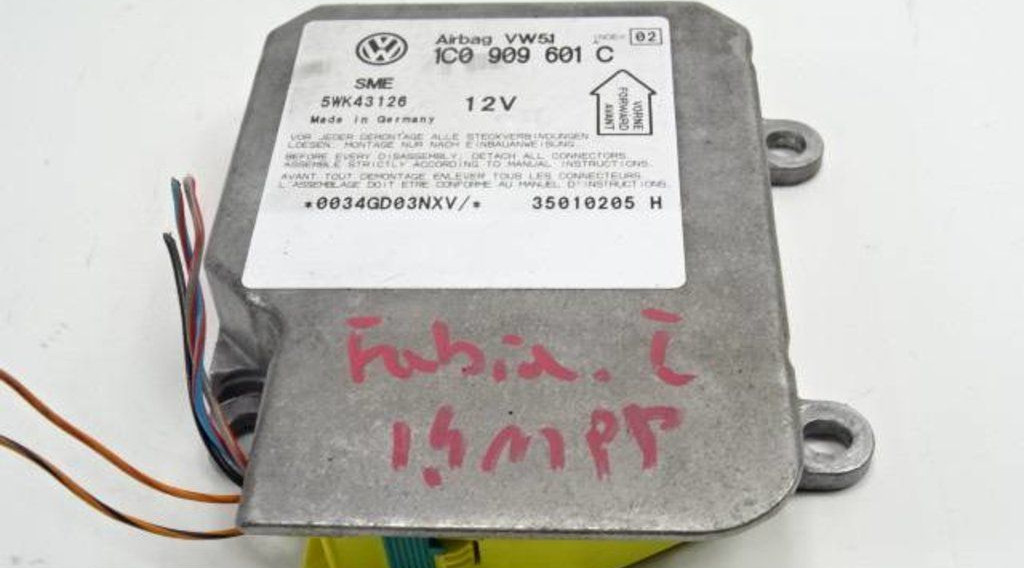 Airbag VW51 INDEX 02
1C0 909 601 C
SME
5WK43126 12V
Made in Germany
VORNE
FORWARD
AVANT
VOR JEDER DEMONTAGE ALLE STECKVERBINDUNGEN
LOESEN. MONTAGE NUR NACH EINBAUANWEISUNG.
BEFORE EVERY DISASSEMBLY, DETACH ALL CONNECTORS.
ASSEMBLE STRICTLY ACCORDING TO MANUAL INSTRUCTIONS.
AVANT TOUT DEMONTAGE ENLEVER TOUS LES CONNECTEURS.
L'ASSEMBLAGE DOIT ETRE CONFORME AU MANUEL D'INSTRUCTIONS.
*0034GD03NXV/* 35010205 H
Fabia. I
1.4 MPI